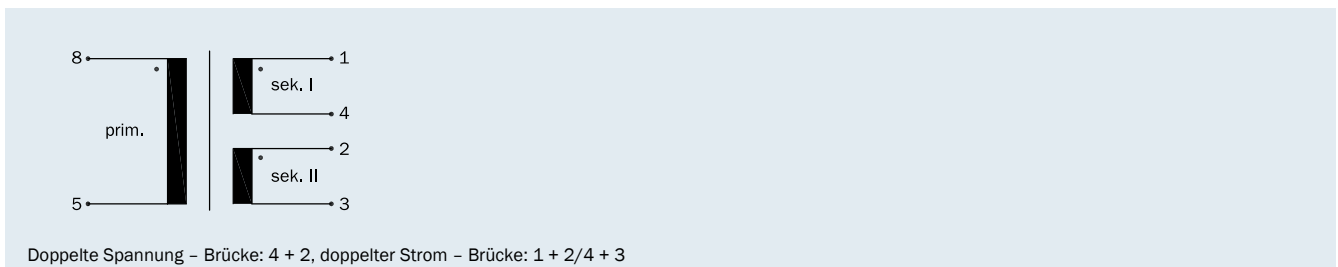 8
1
sek. I
4
prim.
2
sek. II
5
3
Doppelte Spannung – Brücke: 4 + 2, doppelter Strom – Brücke: 1 + 2/4 + 3